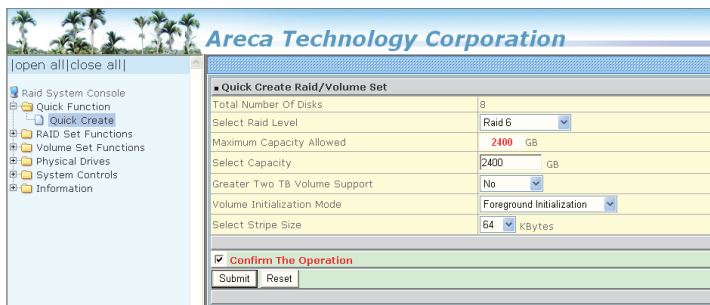 Areca Technology Corporation
|open all|close all|
Raid System Console
Quick Function
Quick Create
RAID Set Functions
Volume Set Functions
Physical Drives
System Controls
Information
▪ Quick Create Raid/Volume Set
Total Number Of Disks 8
Select Raid Level Raid 6
Maximum Capacity Allowed 2400 GB
Select Capacity 2400 GB
Greater Two TB Volume Support No
Volume Initialization Mode Foreground Initialization
Select Stripe Size 64 KBytes
Confirm The Operation
Submit Reset